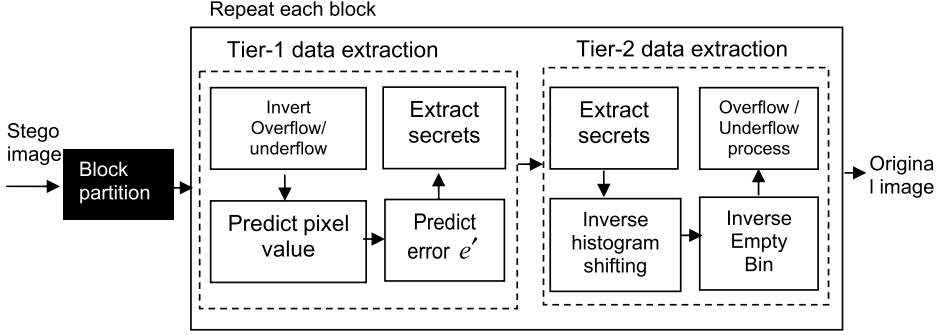 Repeat each block
Tier-1 data extraction
Tier-2 data extraction
Stego
image
Block
partition
Invert
Overflow/
underflow
Extract
secrets
Predict pixel
value
Predict
error e′
Extract
secrets
Overflow /
Underflow
process
Inverse
histogram
shifting
Inverse
Empty
Bin
Origina
l image